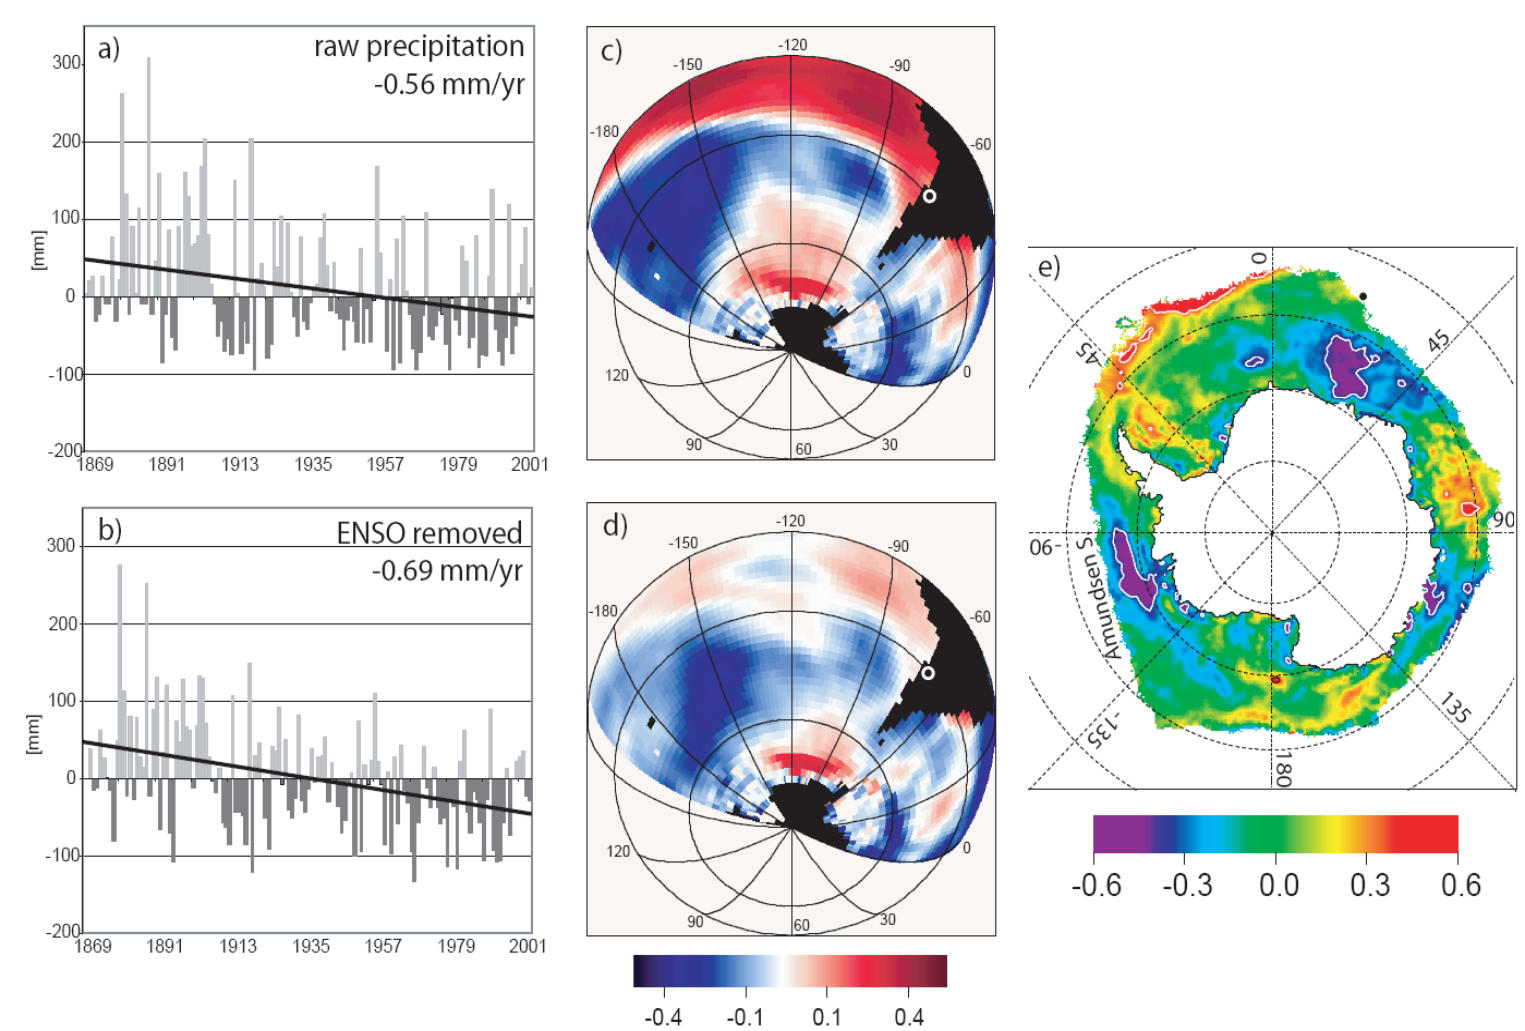 a)
raw precipitation
-0.56 mm/yr
300
200
100
0
-100
-200
[mm]
1869 1891 1913 1935 1957 1979 2001
b)
ENSO removed
-0.69 mm/yr
300
200
100
0
-100
-200
[mm]
1869 1891 1913 1935 1957 1979 2001
c)
-120
-150
-90
-180
-60
120
0
90
60
30
d)
-120
-150
-90
-180
-60
120
0
90
60
30
-0.4 -0.1 0.1 0.4
e)
0
-45
45
-90
90
Amundsen S
-135
135
180
-0.6 -0.3 0.0 0.3 0.6